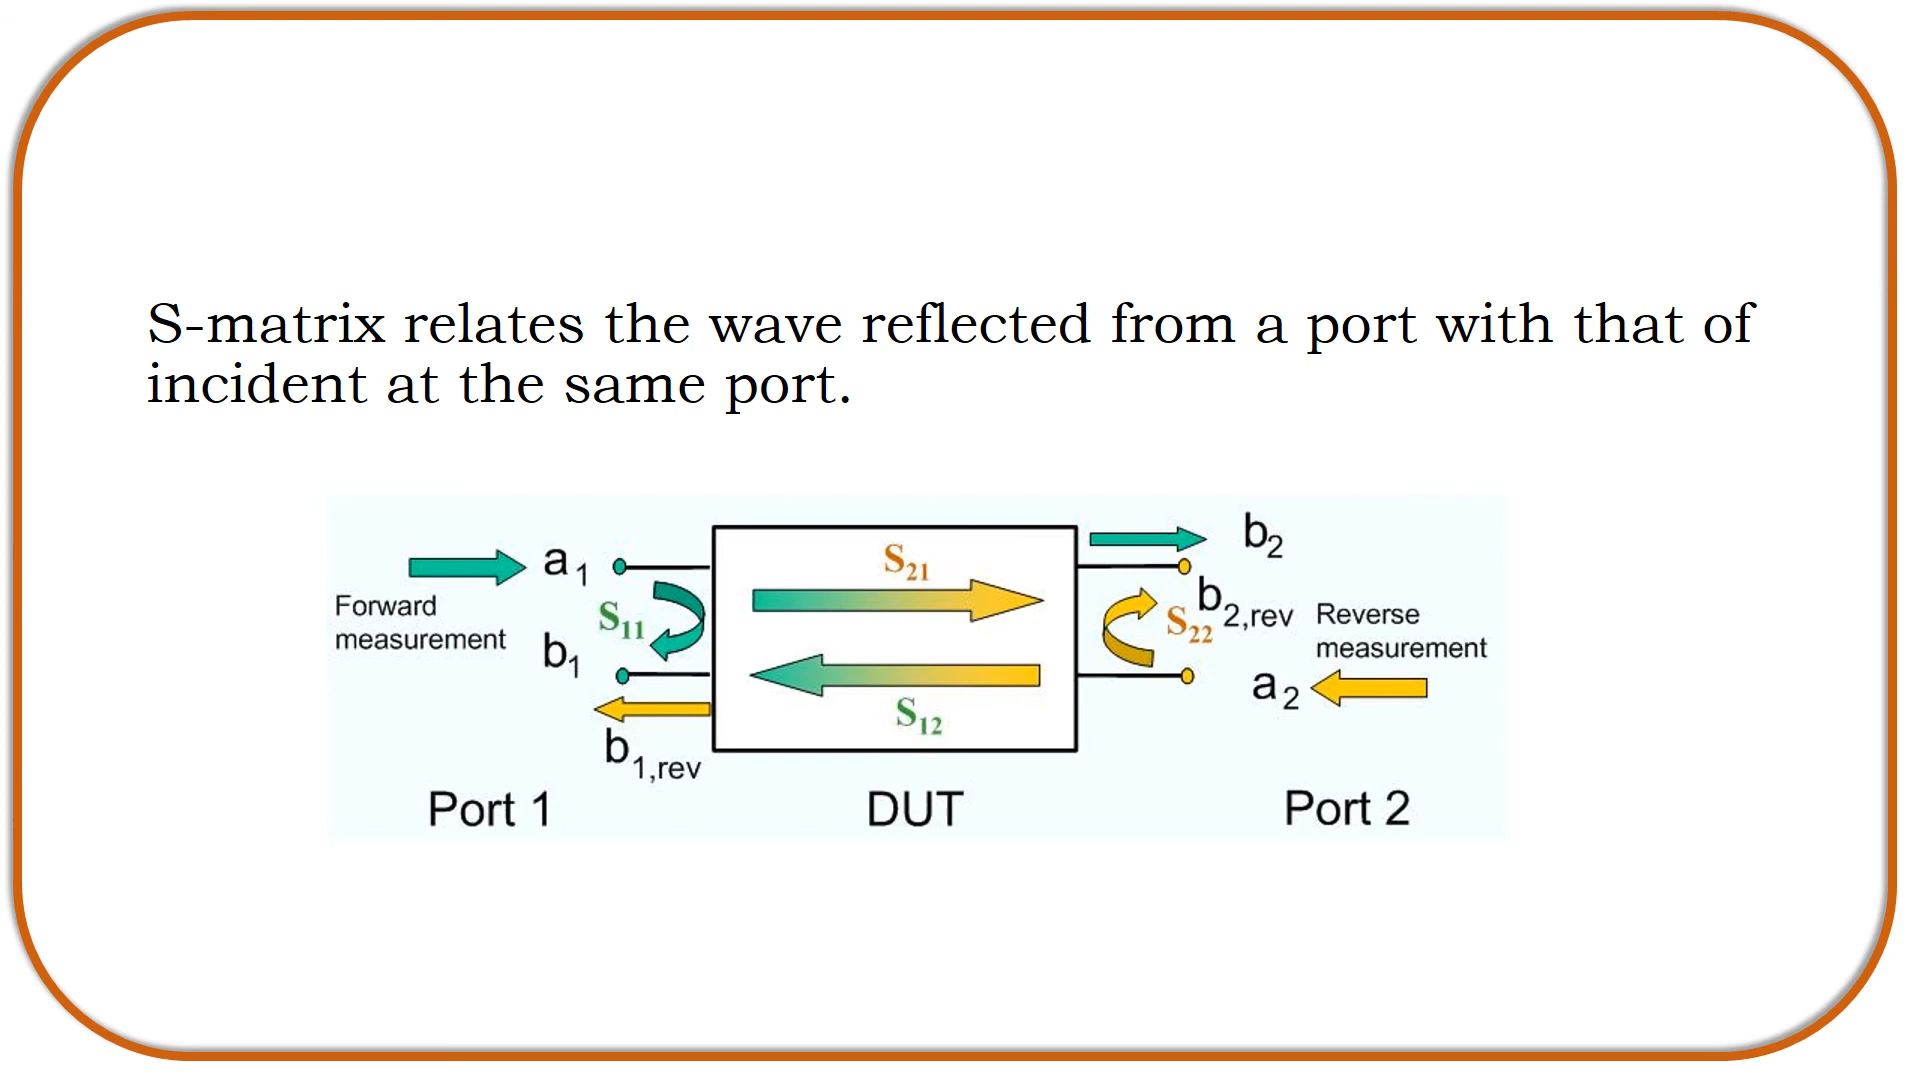 S-matrix relates the wave reflected from a port with that of
incident at the same port.
a1
Forward
measurement
S11
b1
b1,rev
Port 1
S21
S12
DUT
b2
b2,rev
S22
Reverse
measurement
a2
Port 2